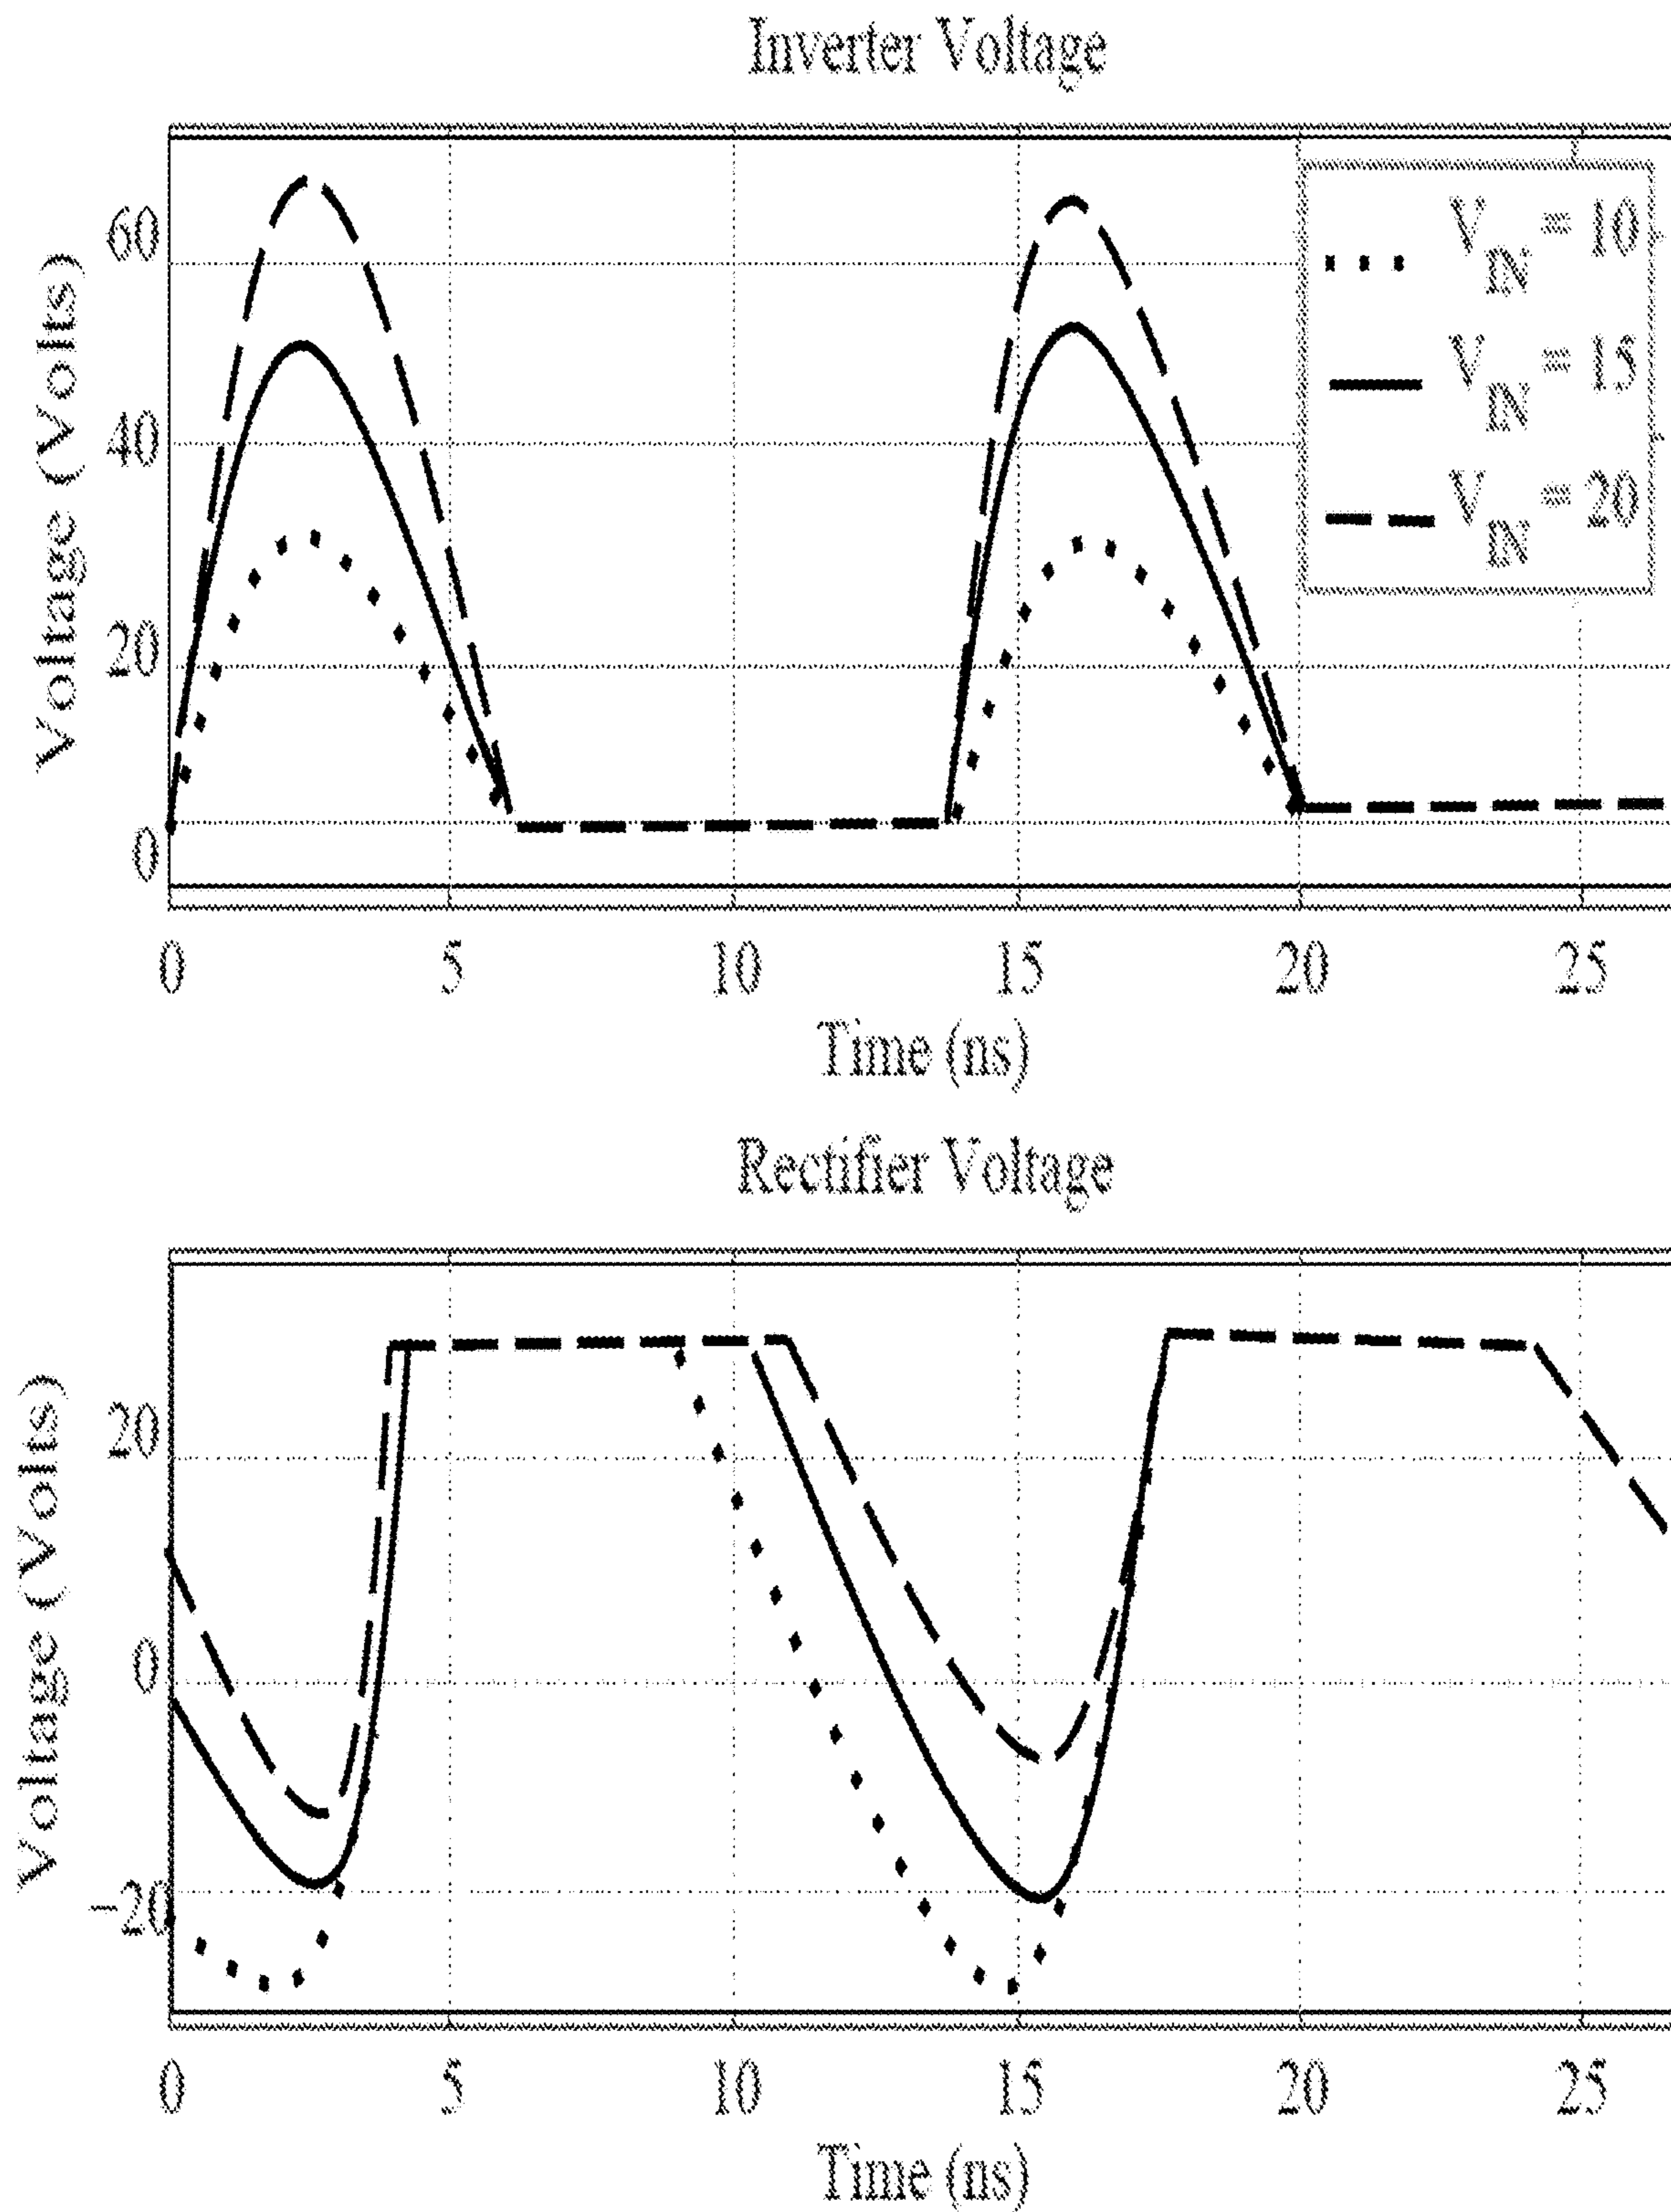 Inverter Voltage
Voltage (Volts)
60
40
20
0
V_IN = 10
V_IN = 15
V_IN = 20
0 5 10 15 20 25
Time (ns)
Rectifier Voltage
Voltage (Volts)
20
0
-20
0 5 10 15 20 25
Time (ns)